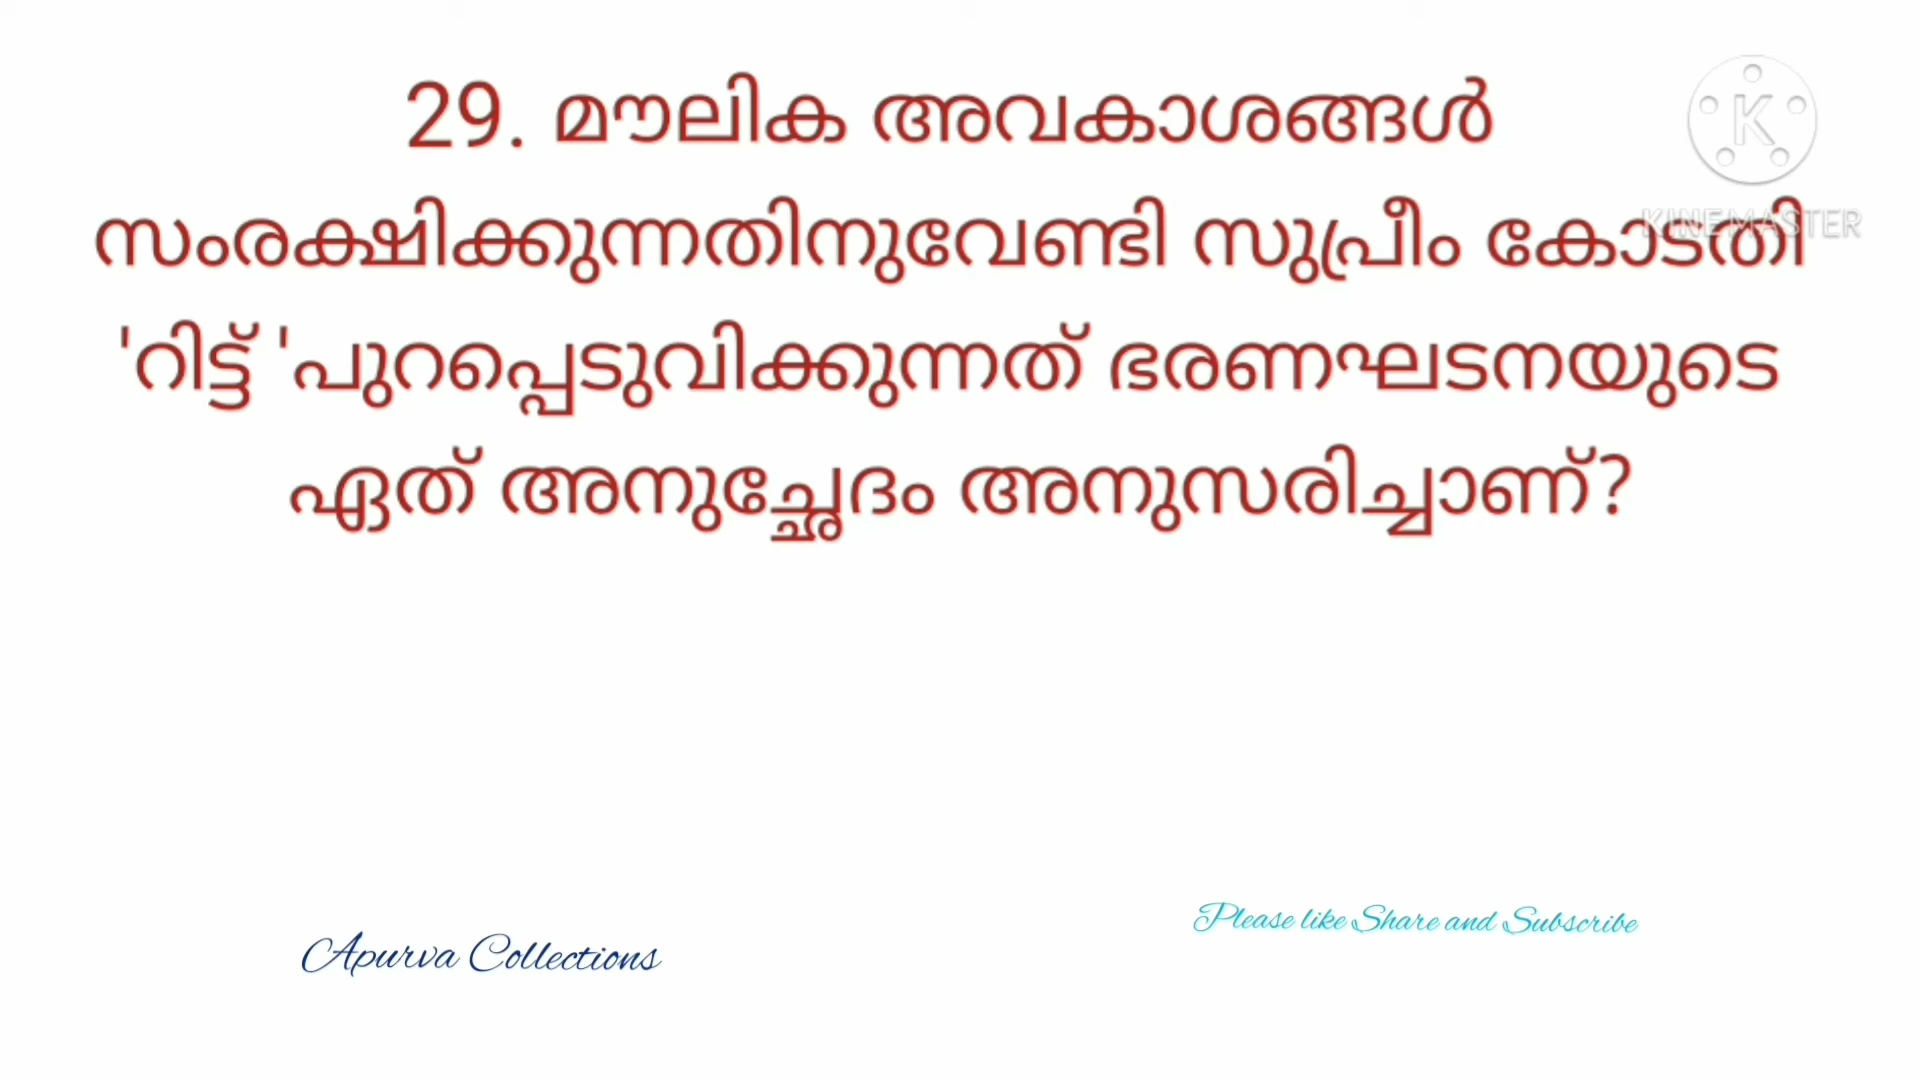 29. മൗലിക അവകാശങ്ങൾ
സംരക്ഷിക്കുന്നതിനുവേണ്ടി സുപ്രീം കോടതി
'റിട്ട് 'പുറപ്പെടുവിക്കുന്നത് ഭരണഘടനയുടെ
ഏത് അനുച്ഛേദം അനുസരിച്ചാണ്?
K
KINEMASTER
Please like Share and Subscribe
Apurva Collections